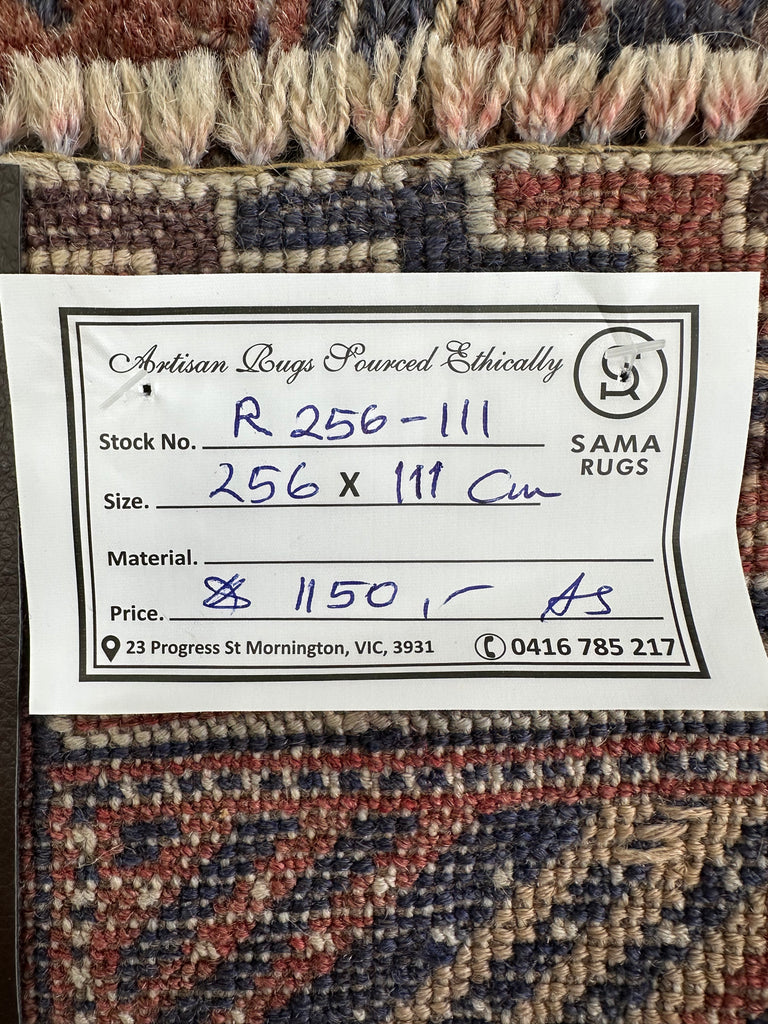 Artisan Rugs Sourced Ethically
SR
SAMA
RUGS
Stock No. R 256-111
Size. 256 x 111 Cm
Material.
Price. $ 1150,- AS
23 Progress St Mornington, VIC, 3931 0416 785 217